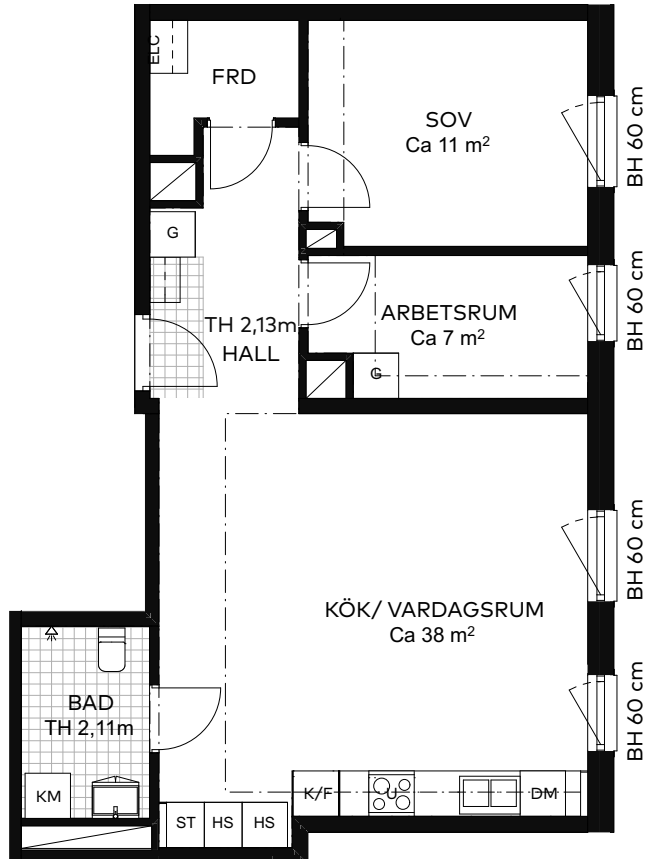 ELC
FRD
SOV
Ca 11 m²
BH 60 cm
G
TH 2,13m
HALL
ARBETSRUM
Ca 7 m²
BH 60 cm
G
KÖK/ VARDAGSRUM
Ca 38 m²
BH 60 cm
BH 60 cm
BAD
TH 2,11m
KM
K/F
U
DM
ST
HS
HS